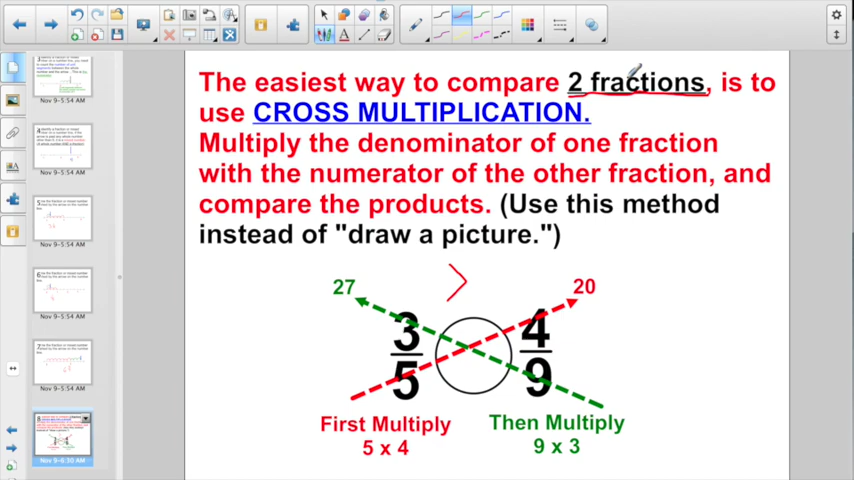 The easiest way to compare 2 fractions, is to
use CROSS MULTIPLICATION.
Multiply the denominator of one fraction
with the numerator of the other fraction, and
compare the products. (Use this method
instead of "draw a picture.")
27 > 20
3 4
5 9
First Multiply
5 x 4
Then Multiply
9 x 3
Nov 9-5:54 AM
Nov 9-5:54 AM
Nov 9-5:54 AM
Nov 9-5:54 AM
Nov 9-5:54 AM
Nov 9-6:30 AM